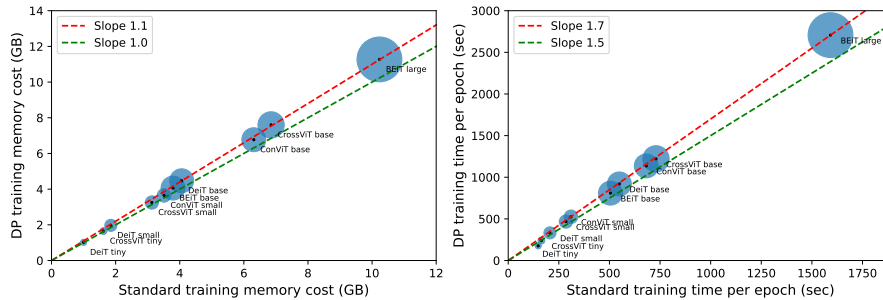 Slope 1.1
Slope 1.0
BEiT large
CrossViT base
ConViT base
DeiT base
BEiT base
ConViT small
CrossViT small
DeiT small
CrossViT tiny
DeiT tiny
14
12
10
8
6
4
2
0
0 2 4 6 8 10 12
DP training memory cost (GB)
Standard training memory cost (GB)
Slope 1.7
Slope 1.5
BEiT large
CrossViT base
ConViT base
DeiT base
BEiT base
ConViT small
CrossViT small
DeiT small
CrossViT tiny
DeiT tiny
3000
2500
2000
1500
1000
500
0
0 250 500 750 1000 1250 1500 1750
DP training time per epoch (sec)
Standard training time per epoch (sec)